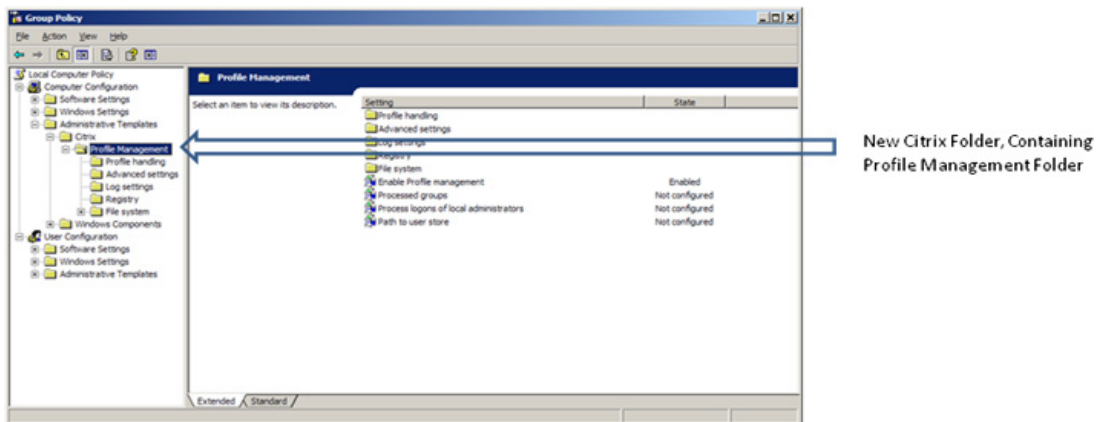 Group Policy
File Action View Help
Local Computer Policy
Computer Configuration
Software Settings
Windows Settings
Administrative Templates
Citrix
Profile Management
Profile handling
Advanced settings
Log settings
Registry
File system
Windows Components
User Configuration
Software Settings
Windows Settings
Administrative Templates
Profile Management
Select an item to view its description.
Setting State
Profile handling
Advanced settings
Log settings
Registry
File system
Enable Profile management Enabled
Processed groups Not configured
Process logons of local administrators Not configured
Path to user store Not configured
Extended Standard
New Citrix Folder, Containing
Profile Management Folder